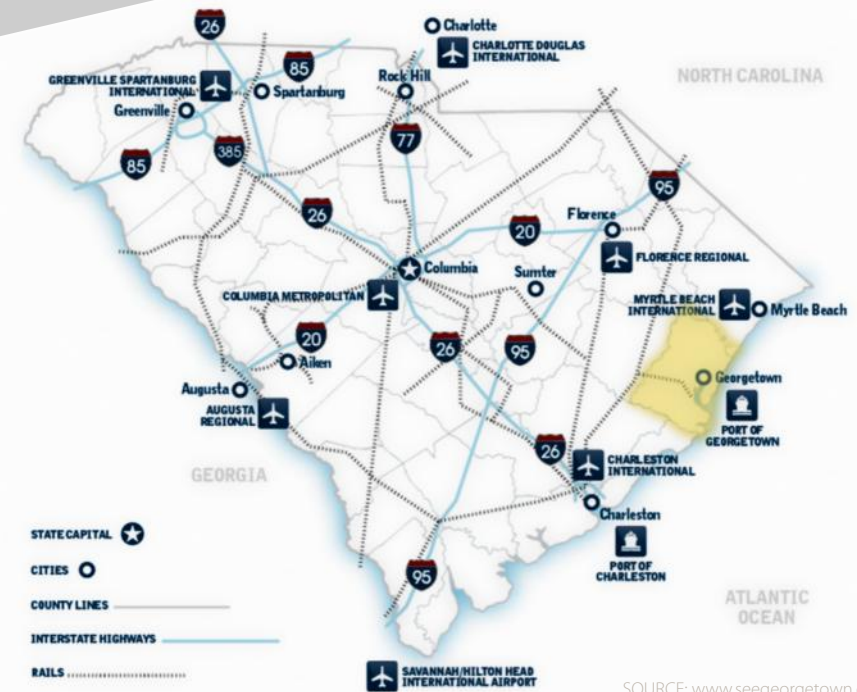 26
Charlotte
CHARLOTTE DOUGLAS
INTERNATIONAL
NORTH CAROLINA
85
GREENVILLE SPARTANBURG
INTERNATIONAL
Rock Hill
Spartanburg
Greenville
77
385
85
95
26
Florence
20
FLORENCE REGIONAL
Columbia
Sumter
COLUMBIA METROPOLITAN
MYRTLE BEACH
INTERNATIONAL
Myrtle Beach
20
26
95
Aiken
Georgetown
Augusta
AUGUSTA
REGIONAL
PORT OF
GEORGETOWN
26
CHARLESTON
INTERNATIONAL
GEORGIA
Charleston
STATE CAPITAL
PORT OF
CHARLESTON
CITIES
95
ATLANTIC
OCEAN
COUNTY LINES
INTERSTATE HIGHWAYS
RAILS
SAVANNAH/HILTON HEAD
INTERNATIONAL AIRPORT
SOURCE: www.seegeorgetown.